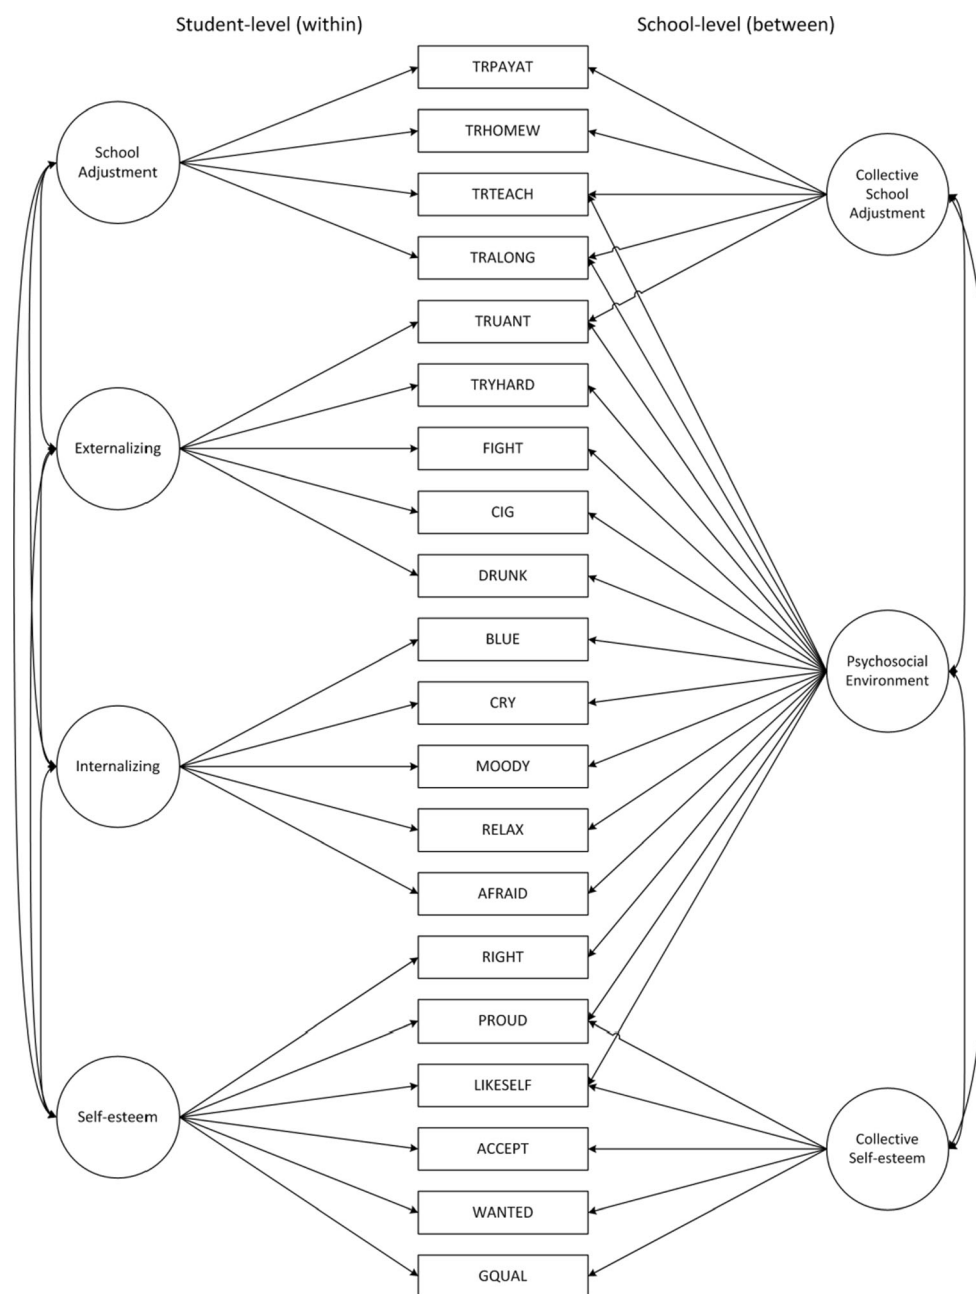 Student-level (within)
School-level (between)
TRPAYAT
TRHOMEW
TRTEACH
TRALONG
TRUANT
TRYHARD
FIGHT
CIG
DRUNK
BLUE
CRY
MOODY
RELAX
AFRAID
RIGHT
PROUD
LIKESELF
ACCEPT
WANTED
GQUAL
School
Adjustment
Externalizing
Internalizing
Self-esteem
Collective
School
Adjustment
Psychosocial
Environment
Collective
Self-esteem